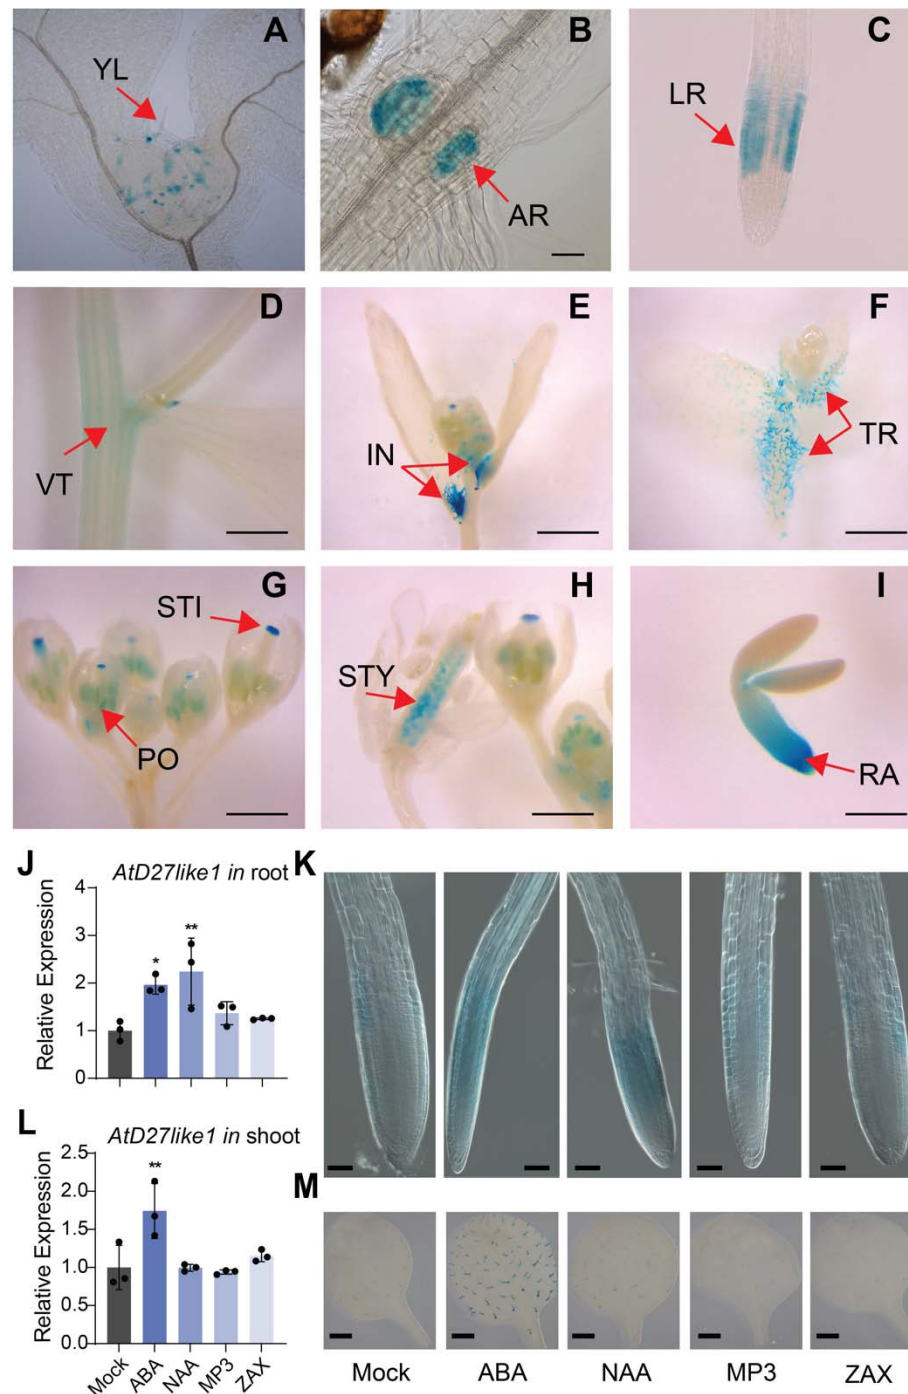 A
YL
B
AR
C
LR
D
VT
E
IN
F
TR
G
STI
PO
H
STY
I
RA
J
AtD27like1 in root
Relative Expression
4
3
2
1
0
*
**
K
L
AtD27like1 in shoot
Relative Expression
2.5
2.0
1.5
1.0
0.5
0.0
**
Mock
ABA
NAA
MP3
ZAX
M
Mock
ABA
NAA
MP3
ZAX